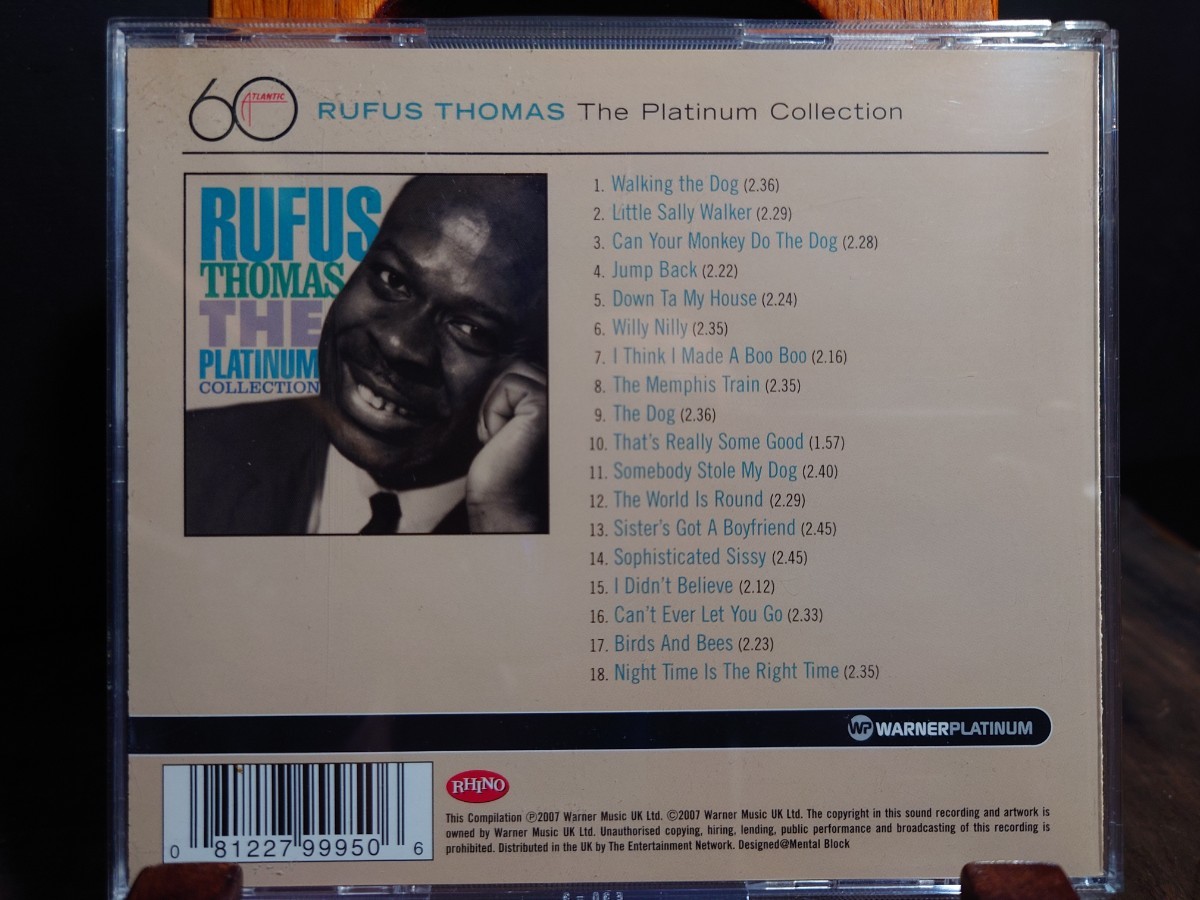 60 ATLANTIC RUFUS THOMAS The Platinum Collection
RUFUS
THOMAS
THE
PLATINUM
COLLECTION
1. Walking the Dog (2.36)
2. Little Sally Walker (2.29)
3. Can Your Monkey Do The Dog (2.28)
4. Jump Back (2.22)
5. Down Ta My House (2.24)
6. Willy Nilly (2.35)
7. I Think I Made A Boo Boo (2.16)
8. The Memphis Train (2.35)
9. The Dog (2.36)
10. That's Really Some Good (1.57)
11. Somebody Stole My Dog (2.40)
12. The World Is Round (2.29)
13. Sister's Got A Boyfriend (2.45)
14. Sophisticated Sissy (2.45)
15. I Didn't Believe (2.12)
16. Can't Ever Let You Go (2.33)
17. Birds And Bees (2.23)
18. Night Time Is The Right Time (2.35)
WP WARNERPLATINUM
RHINO
This Compilation ℗2007 Warner Music UK Ltd. ©2007 Warner Music UK Ltd. The copyright in this sound recording and artwork is
owned by Warner Music UK Ltd. Unauthorised copying, hiring, lending, public performance and broadcasting of this recording is
prohibited. Distributed in the UK by The Entertainment Network. Designed@Mental Block
0 81227 99950 6